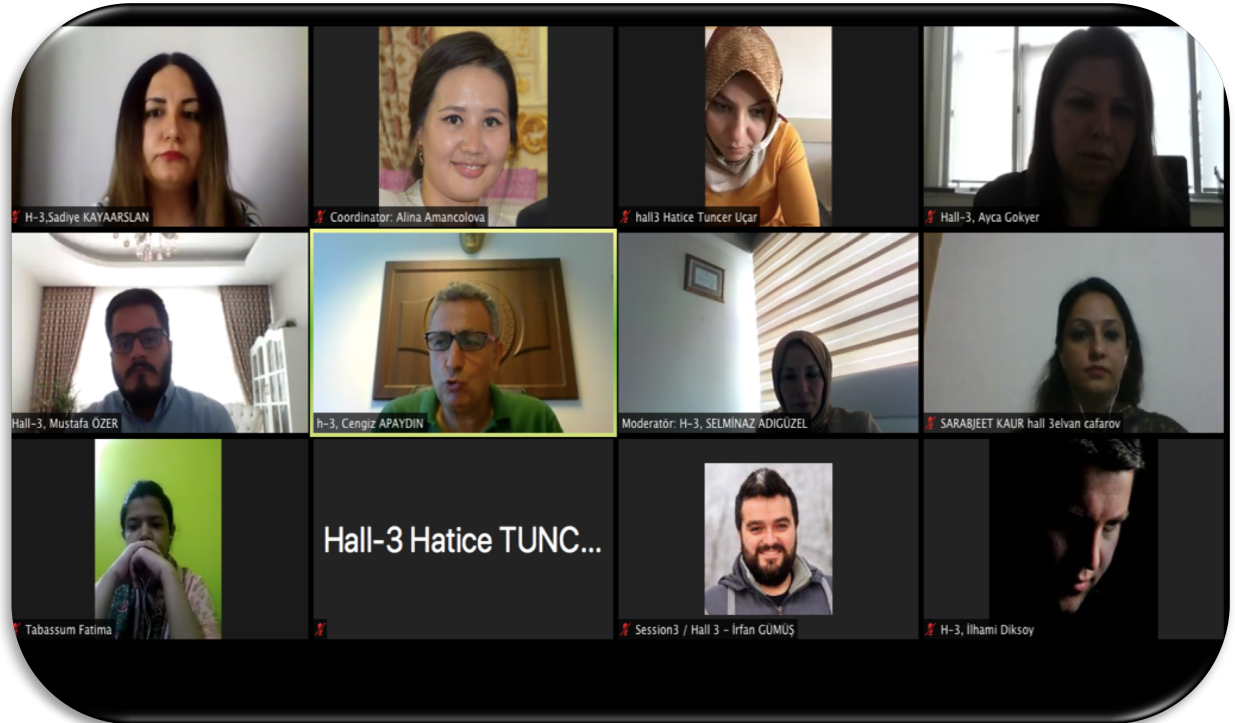 H-3,Sadiye KAYAARSLAN
Coordinator: Alina Amancolova
hall3 Hatice Tuncer Uçar
Hall-3, Ayca Gokyer
Hall-3, Mustafa ÖZER
h-3, Cengiz APAYDIN
Moderatör: H-3, SELMİNAZ ADIGÜZEL
SARABJEET KAUR hall 3elvan cafarov
Tabassum Fatima
Hall-3 Hatice TUNC...
Session3 / Hall 3 - İrfan GÜMÜŞ
H-3, İlhami Diksoy